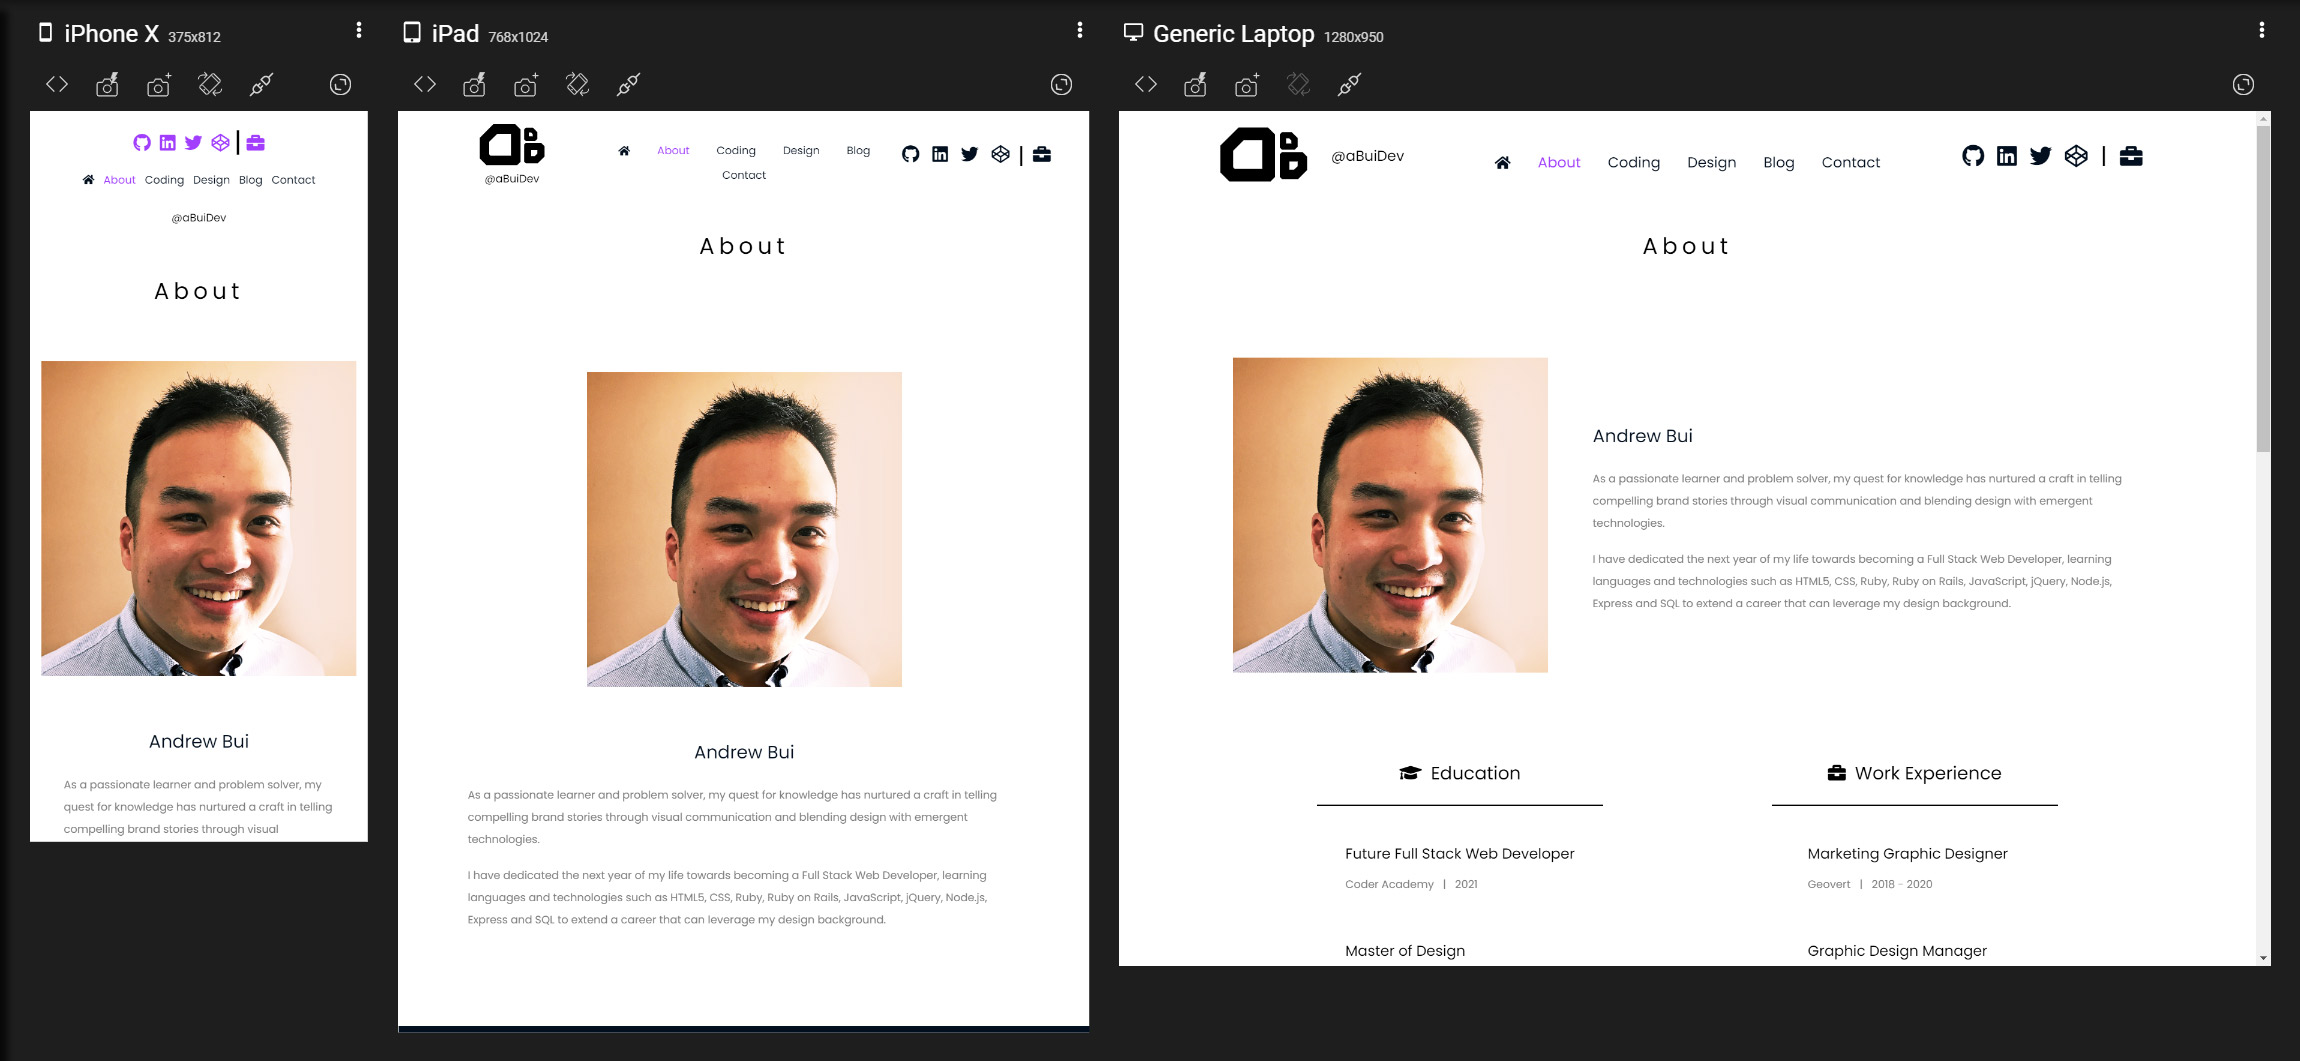 iPhone X 375x812
About Coding Design Blog Contact
@aBuiDev
About
Andrew Bui
As a passionate learner and problem solver, my
quest for knowledge has nurtured a craft in telling
compelling brand stories through visual
iPad 768x1024
@aBuiDev
About Coding Design Blog
Contact
About
Andrew Bui
As a passionate learner and problem solver, my quest for knowledge has nurtured a craft in telling
compelling brand stories through visual communication and blending design with emergent
technologies.
I have dedicated the next year of my life towards becoming a Full Stack Web Developer, learning
languages and technologies such as HTML5, CSS, Ruby, Ruby on Rails, JavaScript, jQuery, Node.js,
Express and SQL to extend a career that can leverage my design background.
Generic Laptop 1280x950
@aBuiDev
About Coding Design Blog Contact
About
Andrew Bui
As a passionate learner and problem solver, my quest for knowledge has nurtured a craft in telling
compelling brand stories through visual communication and blending design with emergent
technologies.
I have dedicated the next year of my life towards becoming a Full Stack Web Developer, learning
languages and technologies such as HTML5, CSS, Ruby, Ruby on Rails, JavaScript, jQuery, Node.js,
Express and SQL to extend a career that can leverage my design background.
Education
Future Full Stack Web Developer
Coder Academy | 2021
Master of Design
Work Experience
Marketing Graphic Designer
Geovert | 2018 - 2020
Graphic Design Manager